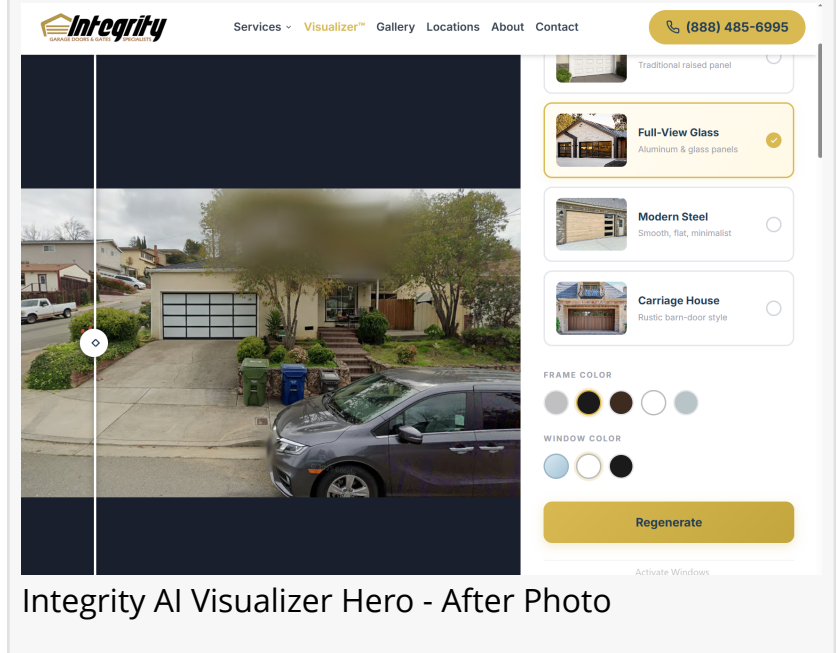 Integrity
GARAGE DOORS & GATES SPECIALISTS
Services
Visualizer™
Gallery
Locations
About
Contact
(888) 485-6995
Traditional raised panel
Full-View Glass
Aluminum & glass panels
Modern Steel
Smooth, flat, minimalist
Carriage House
Rustic barn-door style
FRAME COLOR
WINDOW COLOR
Regenerate
Activate Windows
Integrity AI Visualizer Hero - After Photo